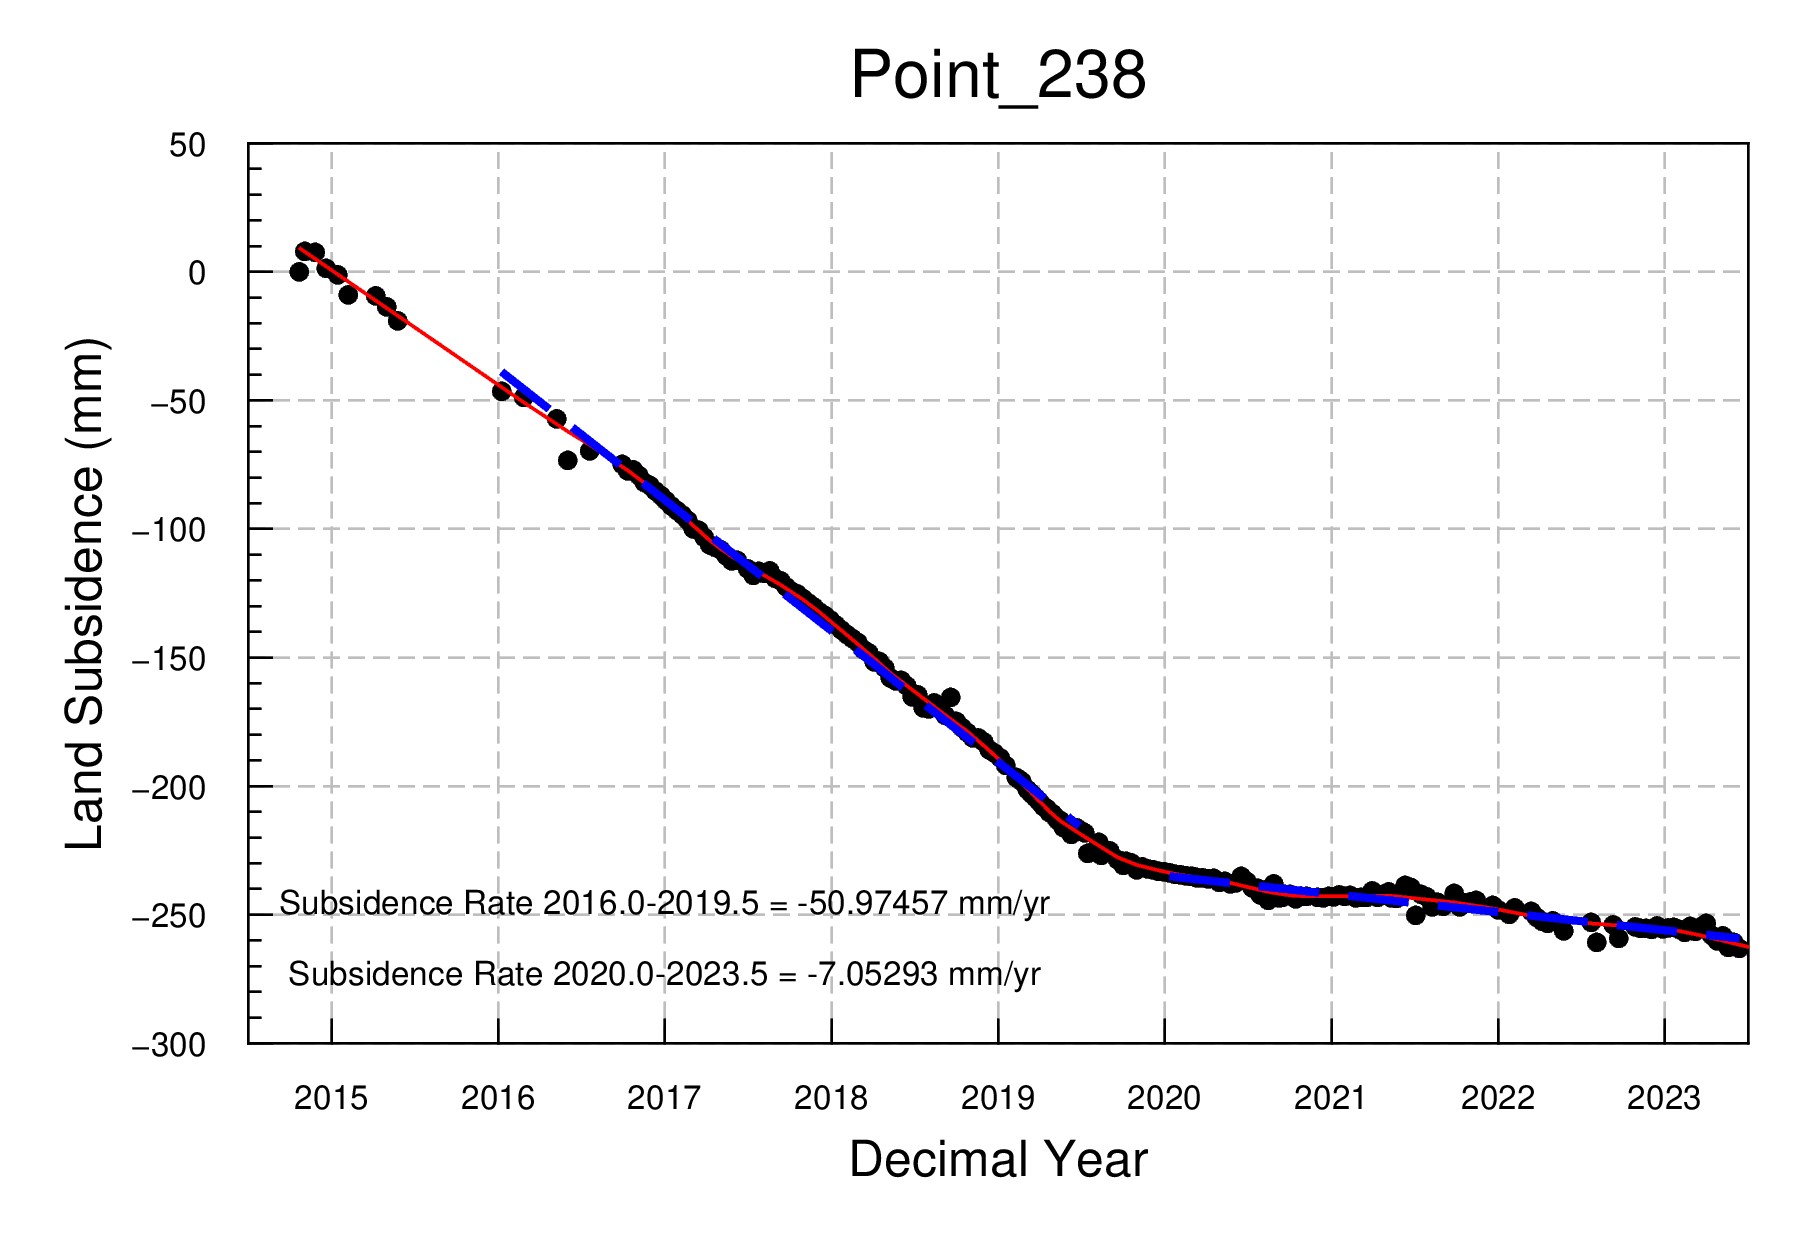 Point_238
50
0
−50
−100
−150
−200
−250
−300
Land Subsidence (mm)
Subsidence Rate 2016.0-2019.5 = -50.97457 mm/yr
Subsidence Rate 2020.0-2023.5 = -7.05293 mm/yr
2015 2016 2017 2018 2019 2020 2021 2022 2023
Decimal Year